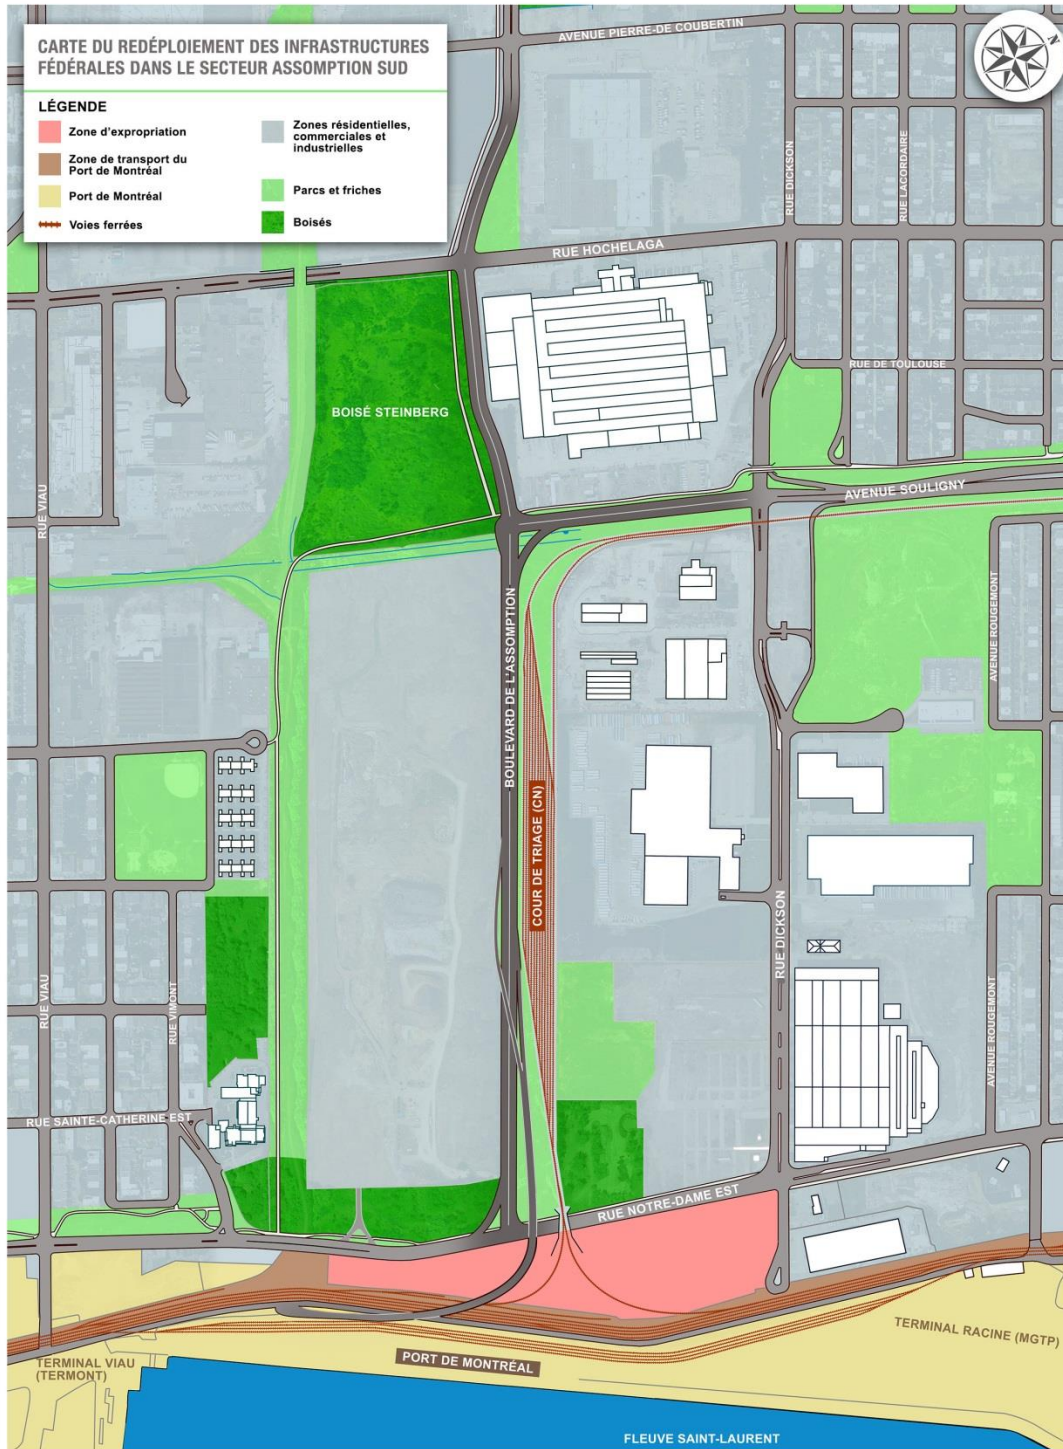 CARTE DU REDÉPLOIEMENT DES INFRASTRUCTURES
FÉDÉRALES DANS LE SECTEUR ASSOMPTION SUD
LÉGENDE
Zone d'expropriation
Zone de transport du
Port de Montréal
Port de Montréal
Voies ferrées
Zones résidentielles,
commerciales et
industrielles
Parcs et friches
Boisés
N
AVENUE PIERRE-DE COUBERTIN
RUE DICKSON
RUE LACORDAIRE
RUE HOCHELAGA
RUE DE TOULOUSE
BOISÉ STEINBERG
RUE VIAU
AVENUE SOULIGNY
BOULEVARD DE L'ASSOMPTION
AVENUE ROUGEMONT
COUR DE TRIAGE (CN)
RUE DICKSON
RUE VIAU
RUE VIMONT
AVENUE ROUGEMONT
RUE SAINTE-CATHERINE EST
RUE NOTRE-DAME EST
TERMINAL RACINE (MGTP)
TERMINAL VIAU
(TERMONT)
PORT DE MONTRÉAL
FLEUVE SAINT-LAURENT